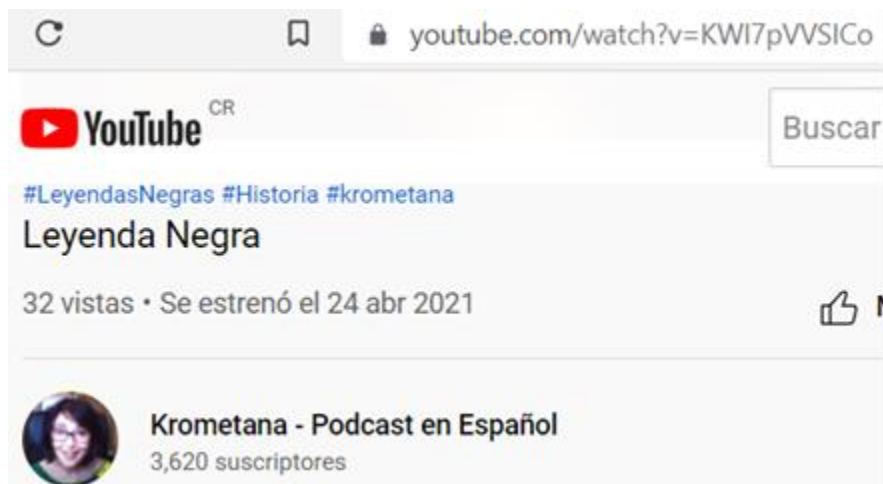 youtube.com/watch?v=KWI7pVVSICo
YouTube CR
Buscar
#LeyendasNegras #Historia #krometana
Leyenda Negra
32 vistas • Se estrenó el 24 abr 2021
Krometana - Podcast en Español
3,620 suscriptores